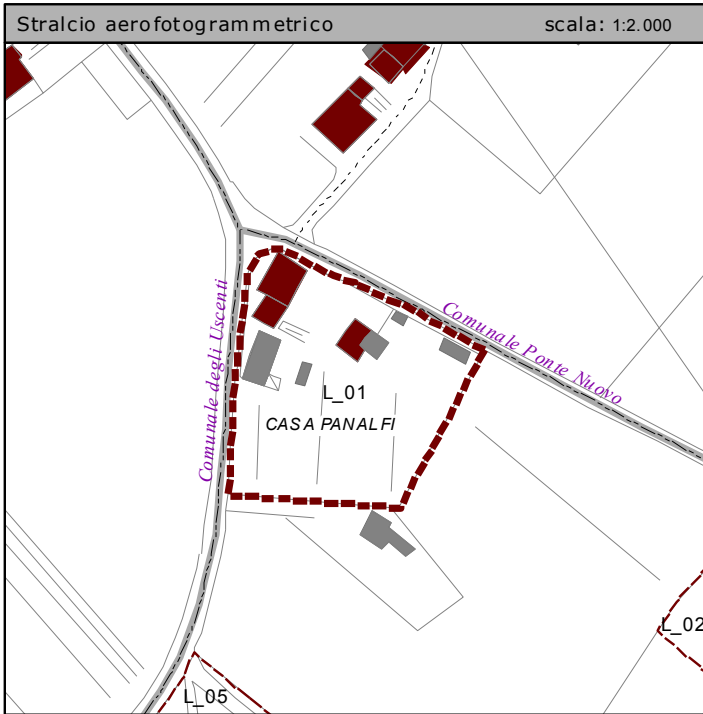 Stralcio aerofotogrammetrico scala: 1:2.000
Comunale degli Uscenti
Comunale Ponte Nuovo
L_01
CASA PANALFI
L_02
L_05